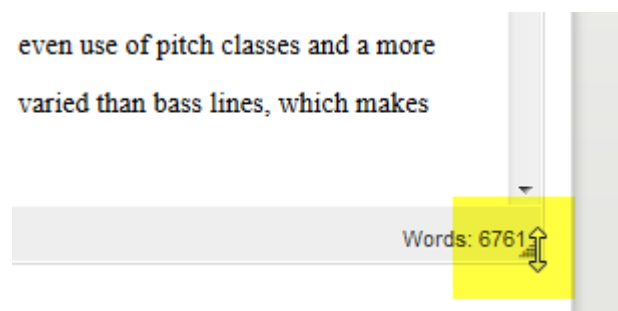 even use of pitch classes and a more
varied than bass lines, which makes
Words: 6761